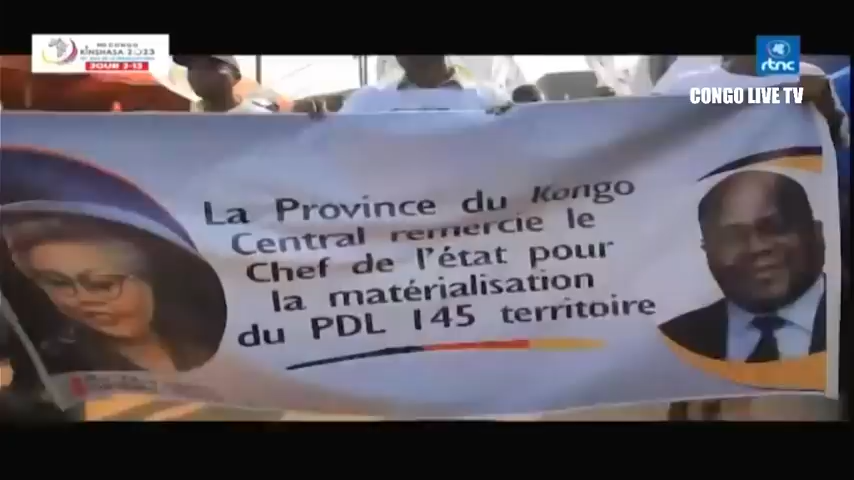 KINSHASA 2023
JOUR J-13
rtnc
CONGO LIVE TV
La Province du Kongo
Central remercie le
Chef de l'état pour
la matérialisation
du PDL 145 territoire